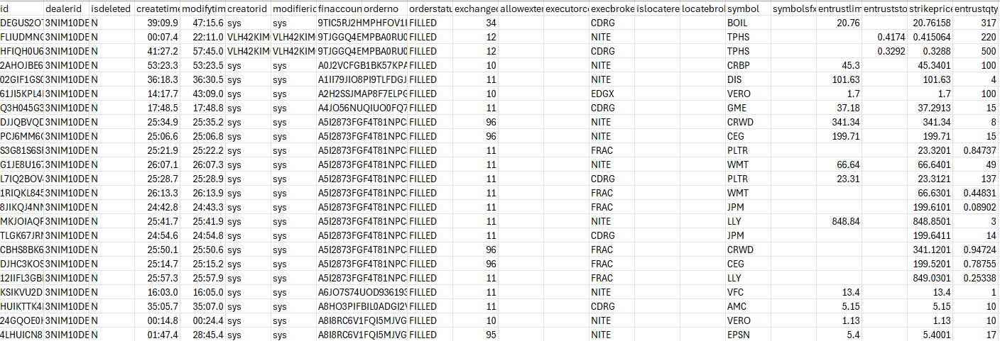 id dealerid isdeleted createtime modifytim creatorid modifieric finaccoun orderno orderstatu exchange allowexter executorc execbroke islocatere locatebrol symbol symbolsfx entrustlim entruststo strikeprice entrustqty
DEGUS2O 3NIM10DE N 39:09.9 47:15.6 sys sys 9TIC5RJ2HMPHFOV1I FILLED 34 CDRG BOIL 20.76 20.76158 317
FLIUDMN 3NIM10DE N 00:07.4 22:11.0 VLH42KIM VLH42KIM 9TJGGQ4EMPBA0RU0 FILLED 12 NITE TPHS 0.4174 0.415064 220
HFIQH0U6 3NIM10DE N 41:27.2 57:45.0 VLH42KIM VLH42KIM 9TJGGQ4EMPBA0RU0 FILLED 12 CDRG TPHS 0.3292 0.3288 500
2AHOJBE6 3NIM10DE N 53:23.3 53:23.5 sys sys A0J2VCFGB1BK57KPA FILLED 10 NITE CRBP 45.3 45.3401 100
02GIF1GS 3NIM10DE N 36:18.3 36:30.5 sys sys A1II79JIO8PI9TLFDGJ FILLED 11 NITE DIS 101.63 101.63 4
61JI5KPL4 3NIM10DE N 14:17.7 43:09.0 sys sys A2H2SSJMAP8F7ELPG FILLED 10 EDGX VERO 1.7 1.7 100
Q3H045G3 3NIM10DE N 17:48.5 17:48.8 sys sys A4JO56NUQIUO0FQ7 FILLED 11 CDRG GME 37.18 37.2913 15
DJJQBVQD 3NIM10DE N 25:34.9 25:35.2 sys sys A5I2873FGF4T81NPC FILLED 96 NITE CRWD 341.34 341.34 8
PCJ6MM6 3NIM10DE N 25:06.6 25:06.8 sys sys A5I2873FGF4T81NPC FILLED 96 NITE CEG 199.71 199.71 15
S3G81S6S 3NIM10DE N 25:21.9 25:22.2 sys sys A5I2873FGF4T81NPC FILLED 11 FRAC PLTR 23.3201 0.84737
G1JE8U16 3NIM10DE N 26:07.1 26:07.3 sys sys A5I2873FGF4T81NPC FILLED 11 NITE WMT 66.64 66.6401 49
L7IQ2BOV 3NIM10DE N 25:28.7 25:28.9 sys sys A5I2873FGF4T81NPC FILLED 11 CDRG PLTR 23.31 23.3121 137
1RIQKL845 3NIM10DE N 26:13.3 26:13.9 sys sys A5I2873FGF4T81NPC FILLED 11 FRAC WMT 66.6301 0.44831
8JIKQJ4N 3NIM10DE N 24:42.8 24:43.3 sys sys A5I2873FGF4T81NPC FILLED 11 FRAC JPM 199.6101 0.08902
MKJOIAQF 3NIM10DE N 25:41.7 25:41.9 sys sys A5I2873FGF4T81NPC FILLED 11 NITE LLY 848.84 848.8501 3
TLGK67JR 3NIM10DE N 24:54.6 24:54.8 sys sys A5I2873FGF4T81NPC FILLED 11 CDRG JPM 199.6411 14
CBHS8BK6 3NIM10DE N 25:50.1 25:50.6 sys sys A5I2873FGF4T81NPC FILLED 96 FRAC CRWD 341.1201 0.94724
DJHC3KOS 3NIM10DE N 25:14.7 25:15.2 sys sys A5I2873FGF4T81NPC FILLED 96 FRAC CEG 199.5201 0.78755
12IIFL3GB 3NIM10DE N 25:57.3 25:57.9 sys sys A5I2873FGF4T81NPC FILLED 11 FRAC LLY 849.0301 0.25338
KSIKVU2D 3NIM10DE N 16:03.0 16:05.0 sys sys A6JO7S74UOD936193 FILLED 11 NITE VFC 13.4 13.4 1
HUIKTTK4 3NIM10DE N 35:05.7 35:07.0 sys sys A8HO3PIFBIL0ADGI2 FILLED 11 CDRG AMC 5.15 5.15 10
24GQOE0 3NIM10DE N 00:14.8 00:24.4 sys sys A8I8RC6V1FQI5MJVG FILLED 10 NITE VERO 1.13 1.13 10
4LHUICN8 3NIM10DE N 01:47.4 28:45.4 sys sys A8I8RC6V1FQI5MJVG FILLED 95 NITE EPSN 5.4 5.4001 17